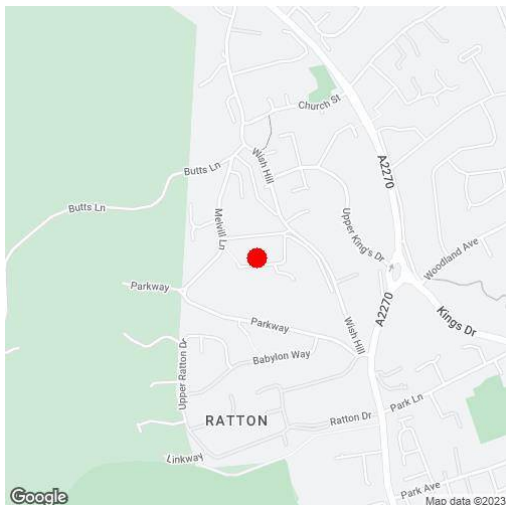 Church St
A2270
Wish Hill
Butts Ln
Butts Ln
Melvill Ln
Upper King's Dr
Woodland Ave
Parkway
A2270
Kings Dr
Parkway
Wish Hill
Upper Ratton Dr
Babylon Way
Park Ln
RATTON
Ratton Dr
Linkway
Park Ave
Google
Map data ©2023